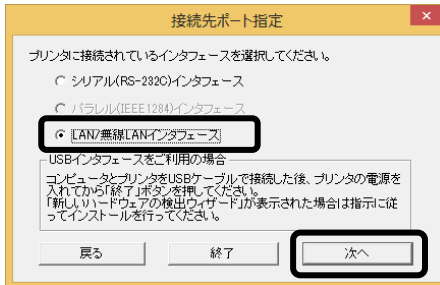 接続先ポート指定
プリンタに接続されているインタフェースを選択してください。
シリアル(RS-232C)インタフェース
パラレル(IEEE1284)インタフェース
LAN/無線LANインタフェース
USBインタフェースをご利用の場合
コンピュータとプリンタをUSBケーブルで接続した後、プリンタの電源を
入れてから「終了」ボタンを押してください。
「新しいハードウェアの検出ウィザード」が表示された場合は指示に従
ってインストールを行ってください。
戻る
終了
次へ